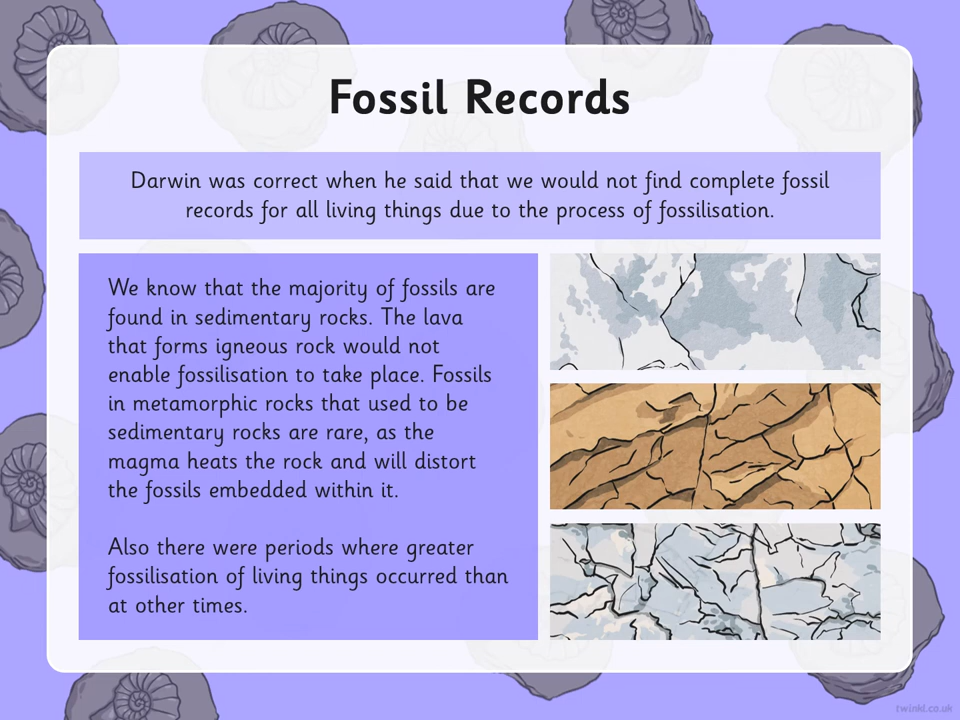 Fossil Records
Darwin was correct when he said that we would not find complete fossil
records for all living things due to the process of fossilisation.
We know that the majority of fossils are
found in sedimentary rocks. The lava
that forms igneous rock would not
enable fossilisation to take place. Fossils
in metamorphic rocks that used to be
sedimentary rocks are rare, as the
magma heats the rock and will distort
the fossils embedded within it.
Also there were periods where greater
fossilisation of living things occurred than
at other times.
twinkl.co.uk